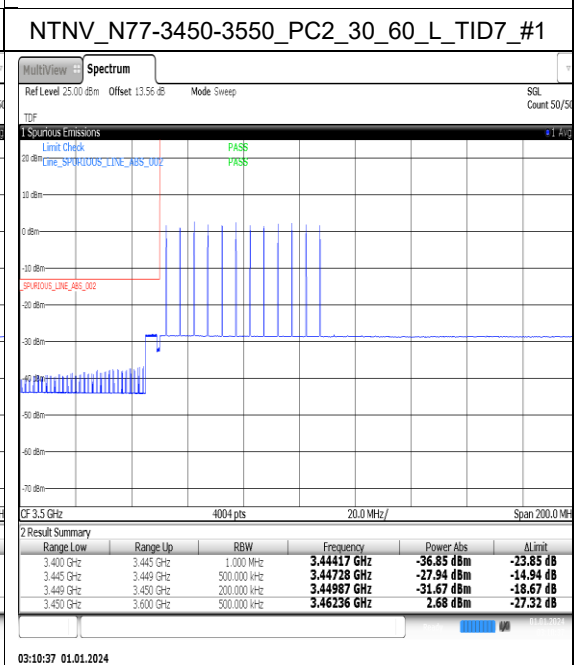 NTNV_N77-3450-3550_PC2_30_60_L_TID7_#1
MultiView Spectrum
Ref Level 25.00 dBm Offset 13.56 dB Mode Sweep SGL
Count 50/50
TDF
1 Spurious Emissions 1 Avg
Limit Check PASS
20 dBm Line_SPURIOUS_LINE_ABS_002 PASS
10 dBm
0 dBm
-10 dBm
_SPURIOUS_LINE_ABS_002
-20 dBm
-30 dBm
-40 dBm
-50 dBm
-60 dBm
-70 dBm
CF 3.5 GHz 4004 pts 20.0 MHz/ Span 200.0 MH
2 Result Summary
Range Low Range Up RBW Frequency Power Abs ΔLimit
3.400 GHz 3.445 GHz 1.000 MHz 3.44417 GHz -36.85 dBm -23.85 dB
3.445 GHz 3.449 GHz 500.000 kHz 3.44728 GHz -27.94 dBm -14.94 dB
3.449 GHz 3.450 GHz 200.000 kHz 3.44987 GHz -31.67 dBm -18.67 dB
3.450 GHz 3.600 GHz 500.000 kHz 3.46236 GHz 2.68 dBm -27.32 dB
01.01.2024
03:10:37 01.01.2024